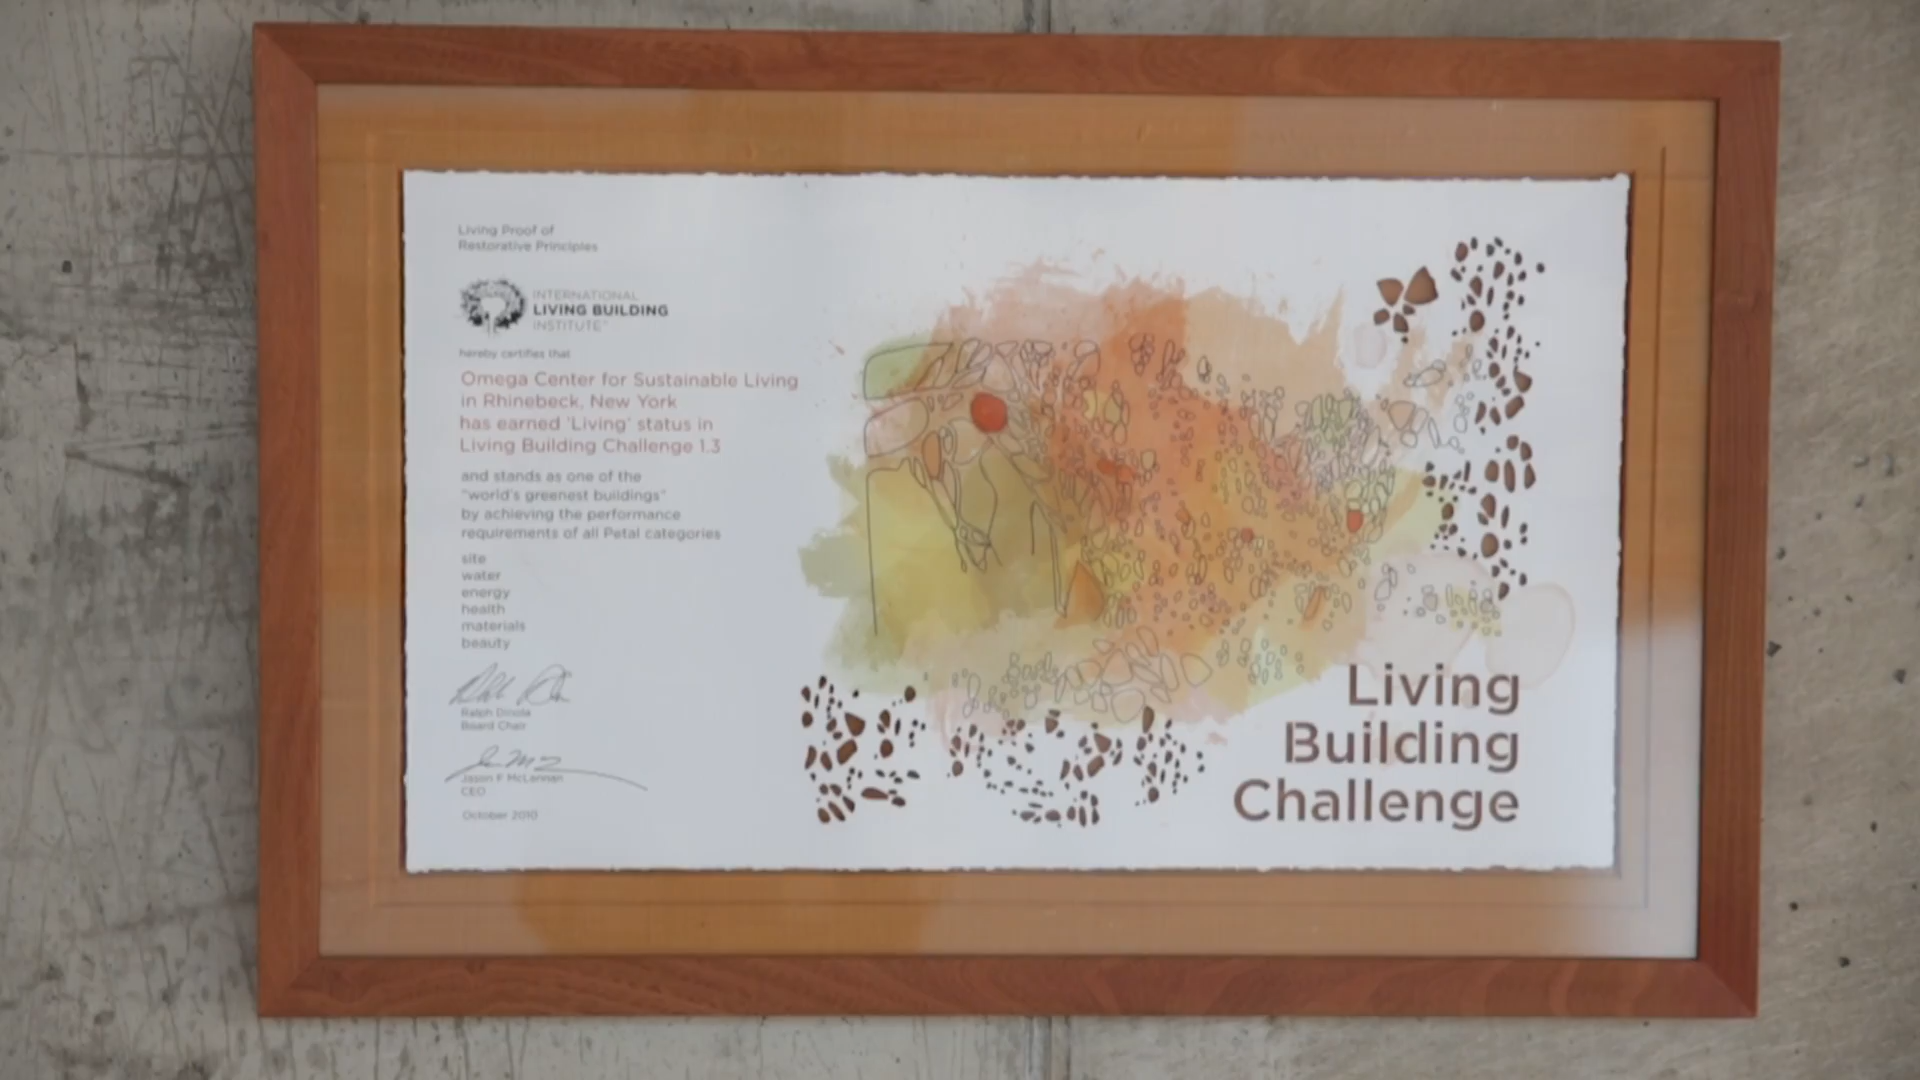 Living Proof of
Restorative Principles
INTERNATIONAL
LIVING BUILDING
INSTITUTE™
hereby certifies that
Omega Center for Sustainable Living
in Rhinebeck, New York
has earned 'Living' status in
Living Building Challenge 1.3
and stands as one of the
"world's greenest buildings"
by achieving the performance
requirements of all Petal categories
site
water
energy
health
materials
beauty
Ralph Dinola
Board Chair
Jason F McLennan
CEO
October 2010
Living
Building
Challenge